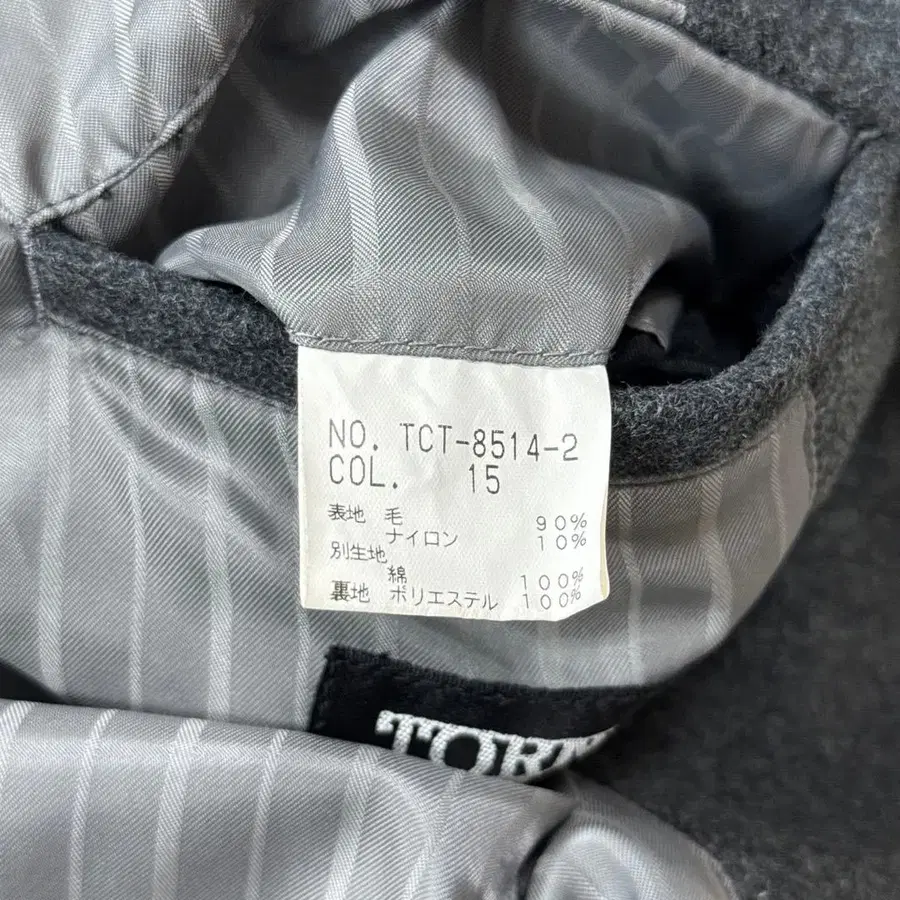 NO. TCT-8514-2
COL. 15
表地 毛 90%
ナイロン 10%
別生地
綿 100%
裏地 ポリエステル 100%